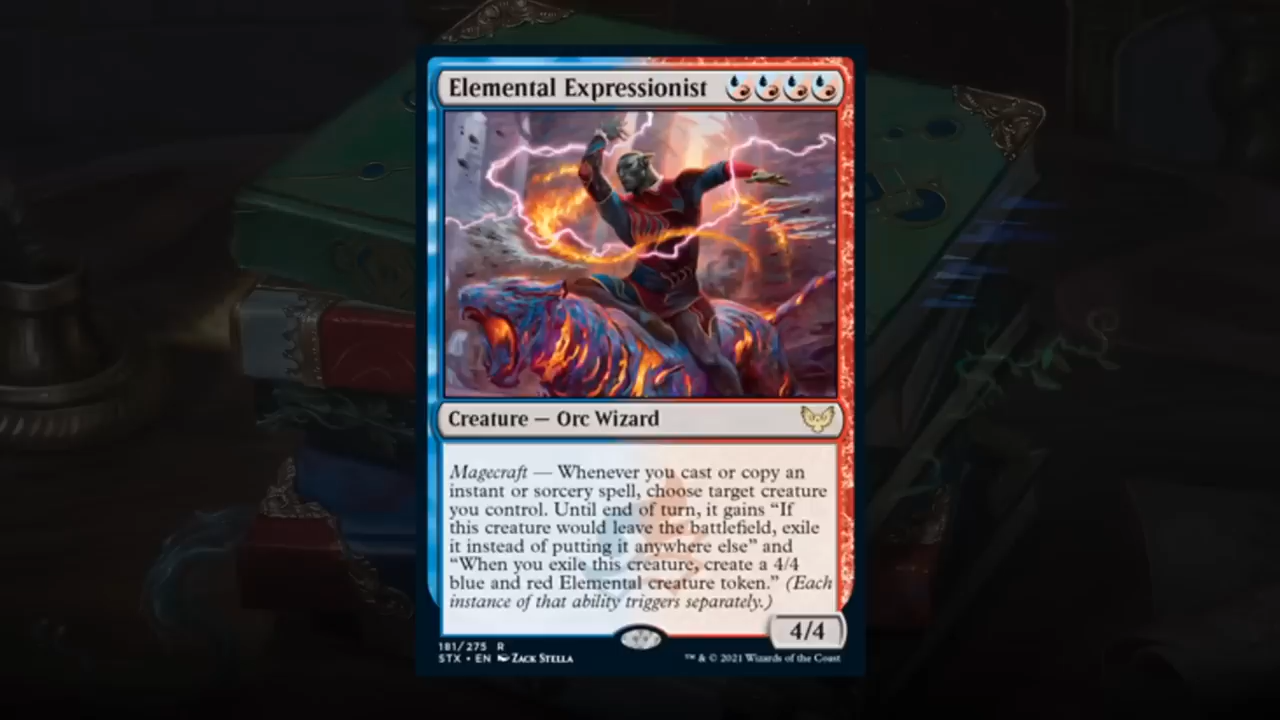 Elemental Expressionist
Creature — Orc Wizard
Magecraft — Whenever you cast or copy an
instant or sorcery spell, choose target creature
you control. Until end of turn, it gains “If
this creature would leave the battlefield, exile
it instead of putting it anywhere else” and
“When you exile this creature, create a 4/4
blue and red Elemental creature token.” (Each
instance of that ability triggers separately.)
4/4
181/275 R
STX • EN Zack Stella
™ & © 2021 Wizards of the Coast